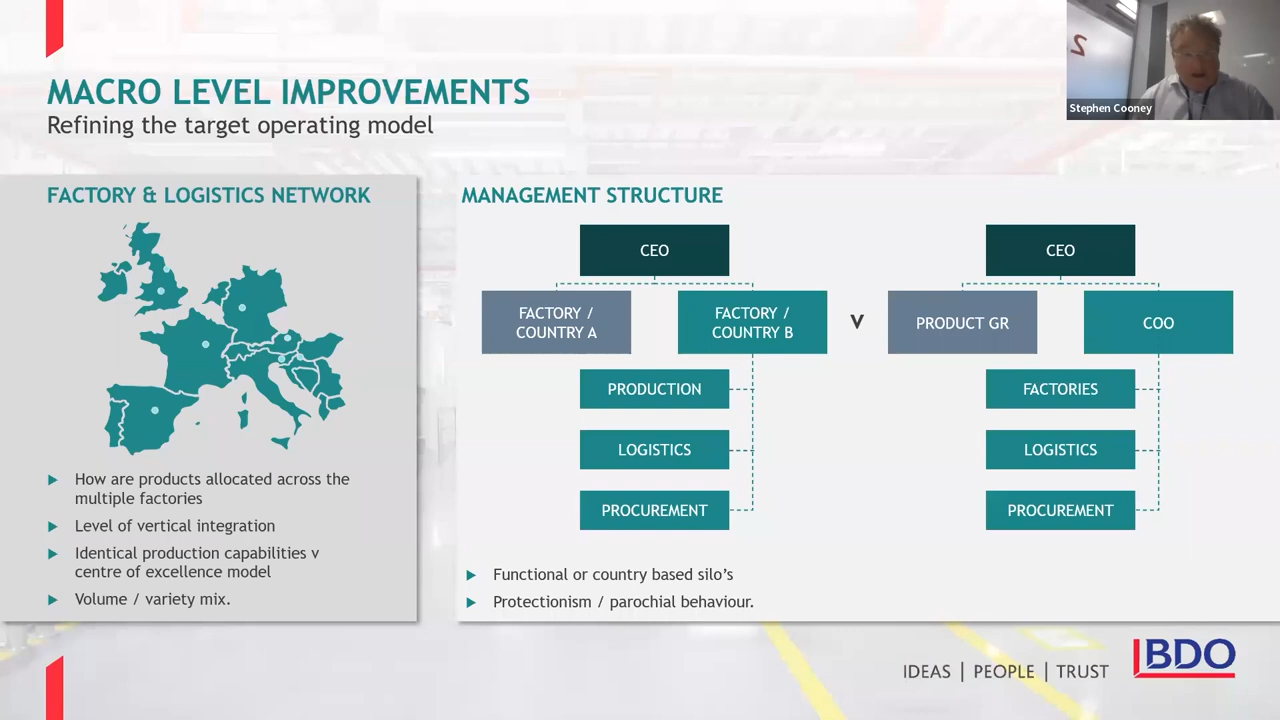 MACRO LEVEL IMPROVEMENTS
Refining the target operating model
Stephen Cooney
FACTORY & LOGISTICS NETWORK
How are products allocated across the
multiple factories
Level of vertical integration
Identical production capabilities v
centre of excellence model
Volume / variety mix.
MANAGEMENT STRUCTURE
CEO
FACTORY /
COUNTRY A
FACTORY /
COUNTRY B
PRODUCTION
LOGISTICS
PROCUREMENT
V
CEO
PRODUCT GR
COO
FACTORIES
LOGISTICS
PROCUREMENT
Functional or country based silo's
Protectionism / parochial behaviour.
IDEAS | PEOPLE | TRUST
BDO